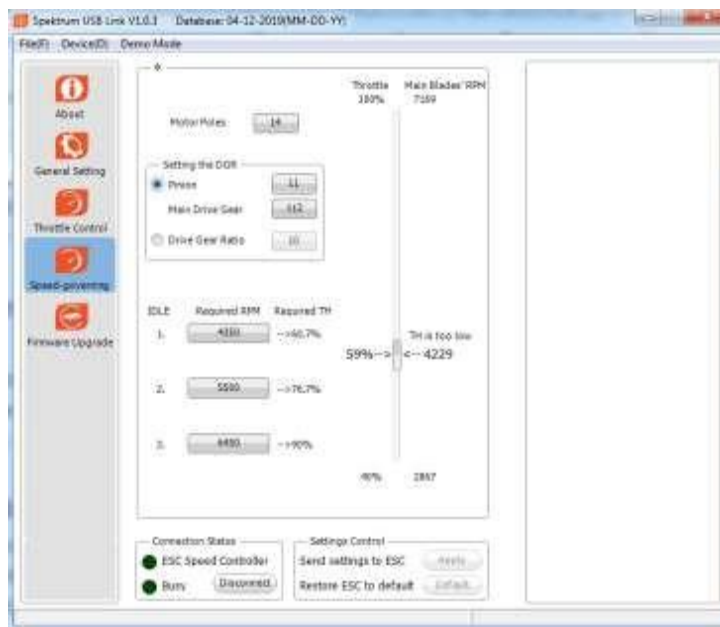 Spektrum USB Link V1.0.1 Database: 04-12-2019(MM-DD-YY)
File(F) Device(D) Demo Mode
About
General Setting
Throttle Control
Speed-governing
Firmware Upgrade
Throttle Main Blades' RPM
100% 7169
Motor Poles 14
Setting the DGR
Pinion 11
Main Drive Gear 112
Drive Gear Ratio 10
IDLE Required RPM Required TH
1. -->60.7%
2. 5500 -->76.7%
3. 6450 -->90%
TH is too low
59%--> <--4229
40% 2867
Connection Status
ESC Speed Controller
Busy Disconnect
Settings Control
Send settings to ESC Apply
Restore ESC to default Default